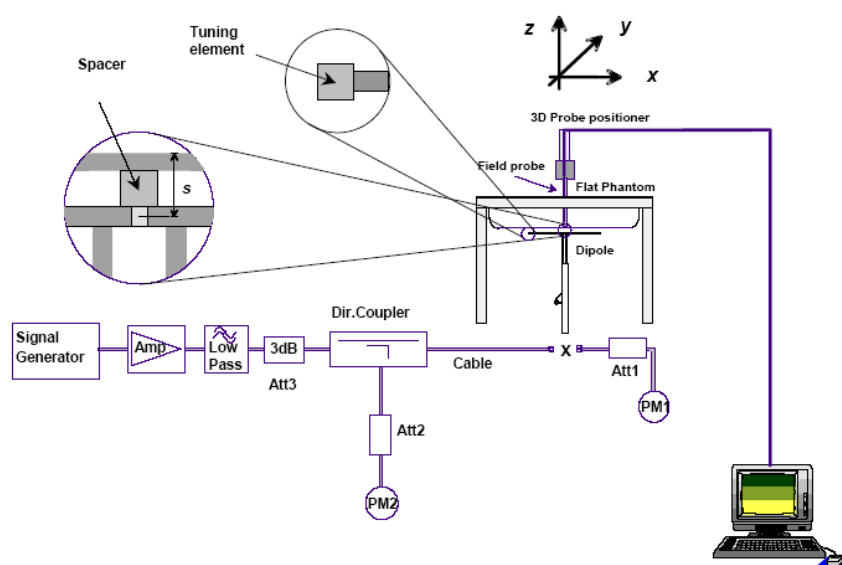 Tuning
element
z
y
x
Spacer
3D Probe positioner
s
Field probe
Flat Phantom
Dipole
Dir.Coupler
Signal
Generator
Amp
Low
Pass
3dB
Att3
Cable
X
Att1
PM1
Att2
PM2